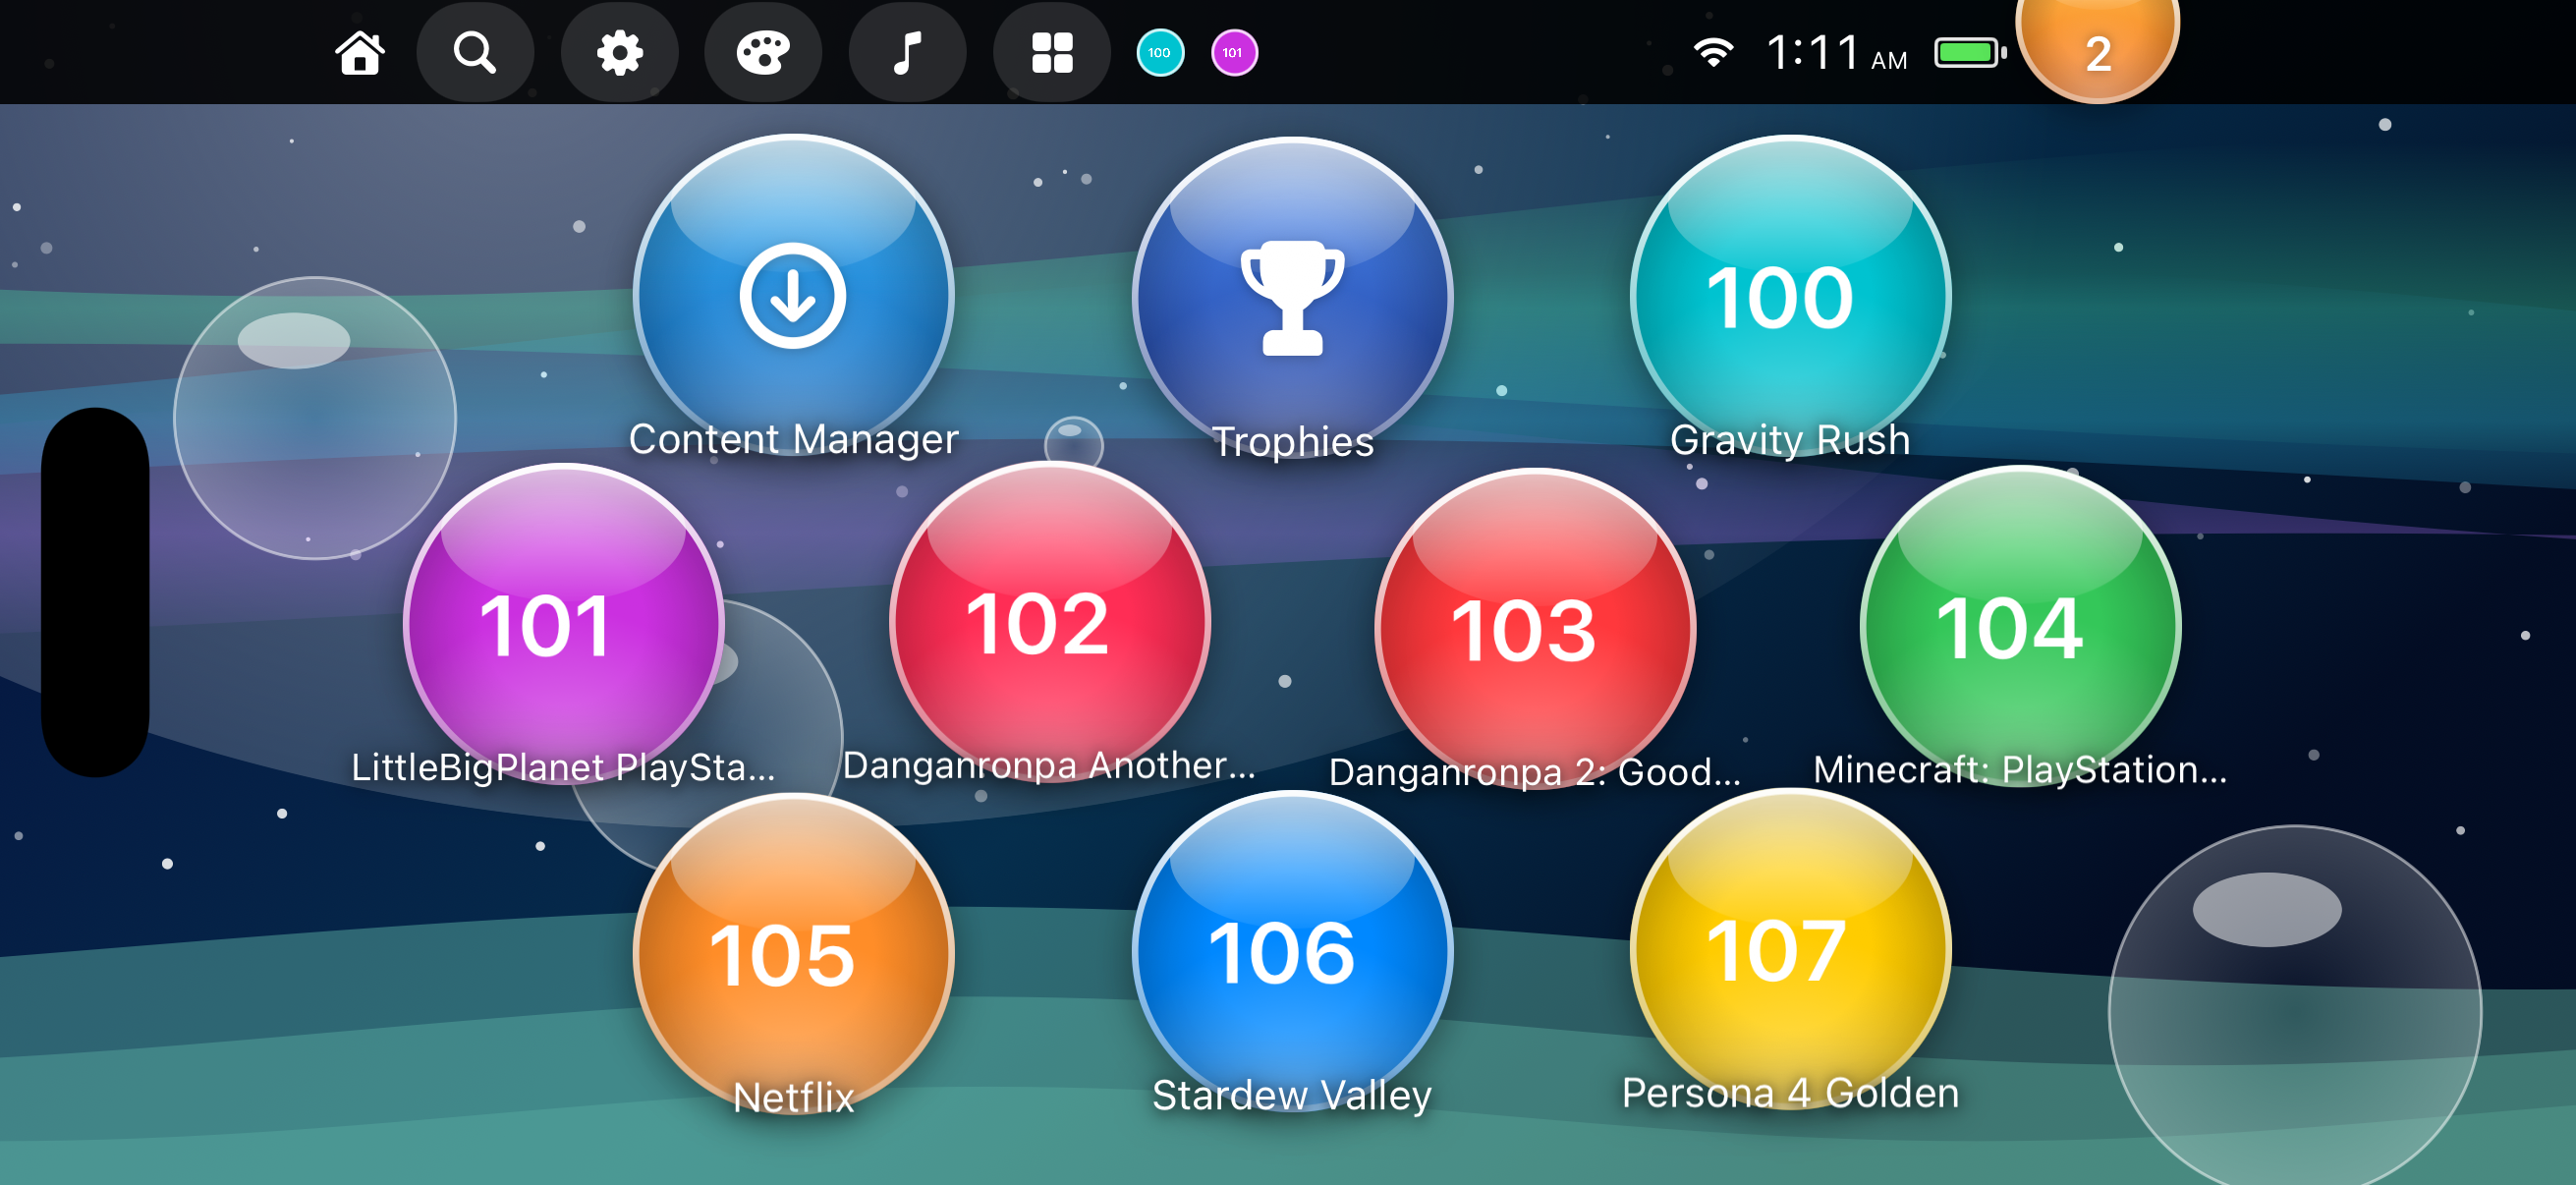 100
101
1:11 AM
2
Content Manager
Trophies
100
Gravity Rush
101
LittleBigPlanet PlaySta...
102
Danganronpa Another...
103
Danganronpa 2: Good...
104
Minecraft: PlayStation...
105
Netflix
106
Stardew Valley
107
Persona 4 Golden